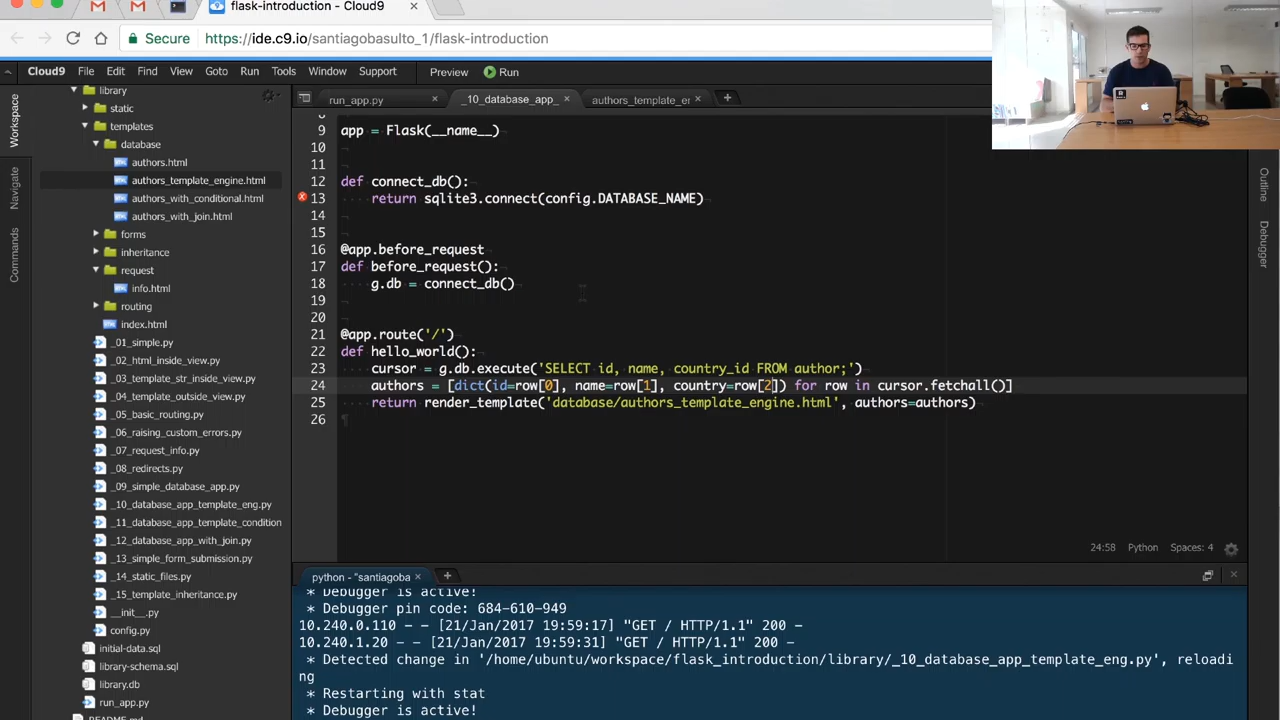 flask-introduction - Cloud9
Secure https://ide.c9.io/santiagobasulto_1/flask-introduction
Cloud9 File Edit Find View Goto Run Tools Window Support Preview Run
Workspace
Navigate
Commands
library
static
templates
database
authors.html
authors_template_engine.html
authors_with_conditional.html
authors_with_join.html
forms
inheritance
request
info.html
routing
index.html
_01_simple.py
_02_html_inside_view.py
_03_template_str_inside_view.py
_04_template_outside_view.py
_05_basic_routing.py
_06_raising_custom_errors.py
_07_request_info.py
_08_redirects.py
_09_simple_database_app.py
_10_database_app_template_eng.py
_11_database_app_template_condition
_12_database_app_with_join.py
_13_simple_form_submission.py
_14_static_files.py
_15_template_inheritance.py
__init__.py
config.py
initial-data.sql
library-schema.sql
library.db
run_app.py
README.md
run_app.py _10_database_app_ authors_template_er
9 app = Flask(__name__)
10
11
12 def connect_db():
13 return sqlite3.connect(config.DATABASE_NAME)
14
15
16 @app.before_request
17 def before_request():
18 g.db = connect_db()
19
20
21 @app.route('/')
22 def hello_world():
23 cursor = g.db.execute('SELECT id, name, country_id FROM author;')
24 authors = [dict(id=row[0], name=row[1], country=row[2]) for row in cursor.fetchall()]
25 return render_template('database/authors_template_engine.html', authors=authors)
26
24:58 Python Spaces: 4
Outline
Debugger
python - "santiagoba
* Debugger is active!
* Debugger pin code: 684-610-949
10.240.0.110 - - [21/Jan/2017 19:59:17] "GET / HTTP/1.1" 200 -
10.240.1.20 - - [21/Jan/2017 19:59:31] "GET / HTTP/1.1" 200 -
* Detected change in '/home/ubuntu/workspace/flask_introduction/library/_10_database_app_template_eng.py', reloadi
ng
* Restarting with stat
* Debugger is active!